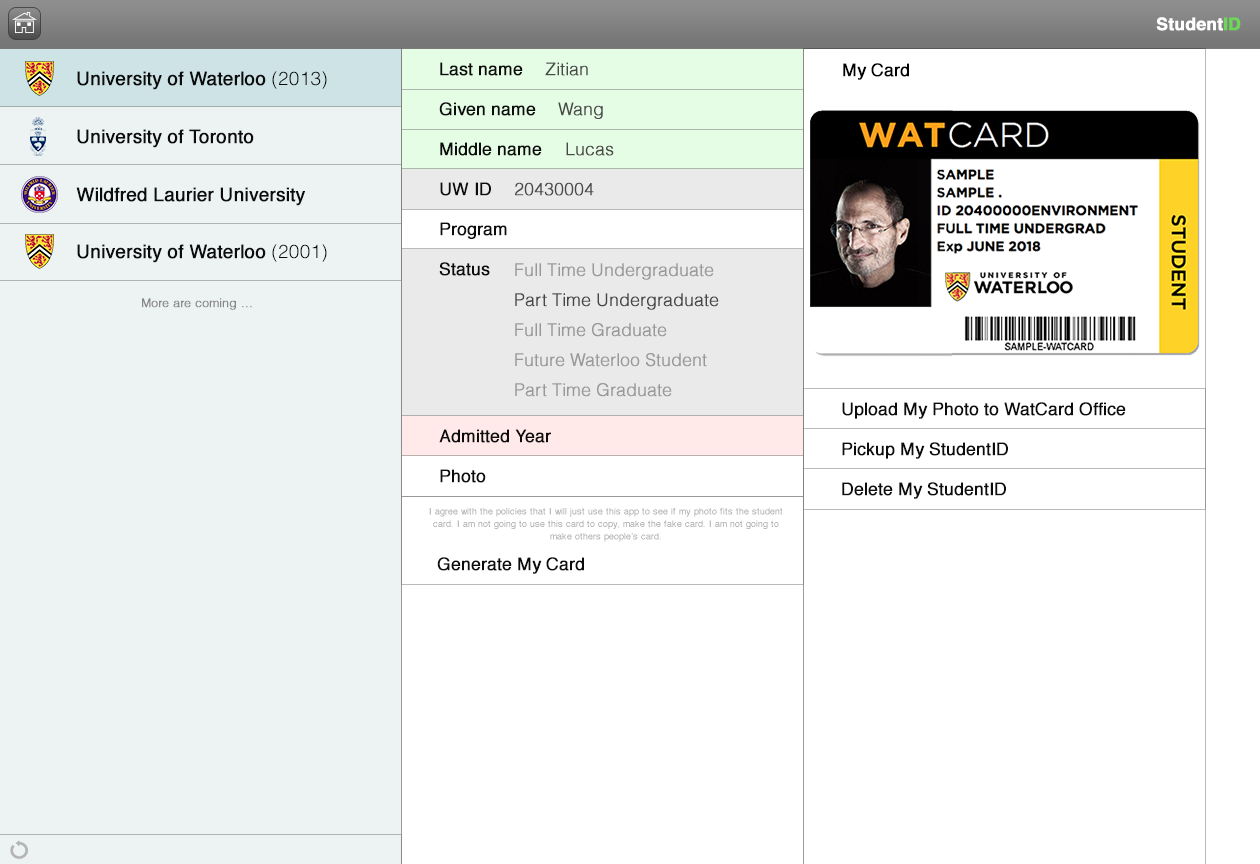 StudentID
University of Waterloo (2013)
University of Toronto
Wildfred Laurier University
University of Waterloo (2001)
More are coming ...
Last name Zitian
Given name Wang
Middle name Lucas
UW ID 20430004
Program
Status Full Time Undergraduate
Part Time Undergraduate
Full Time Graduate
Future Waterloo Student
Part Time Graduate
Admitted Year
Photo
I agree with the policies that I will just use this app to see if my photo fits the student
card. I am not going to use this card to copy, make the fake card. I am not going to
make others people's card.
Generate My Card
My Card
WATCARD
SAMPLE
SAMPLE .
ID 20400000ENVIRONMENT
FULL TIME UNDERGRAD
Exp JUNE 2018
UNIVERSITY OF
WATERLOO
STUDENT
SAMPLE-WATCARD
Upload My Photo to WatCard Office
Pickup My StudentID
Delete My StudentID